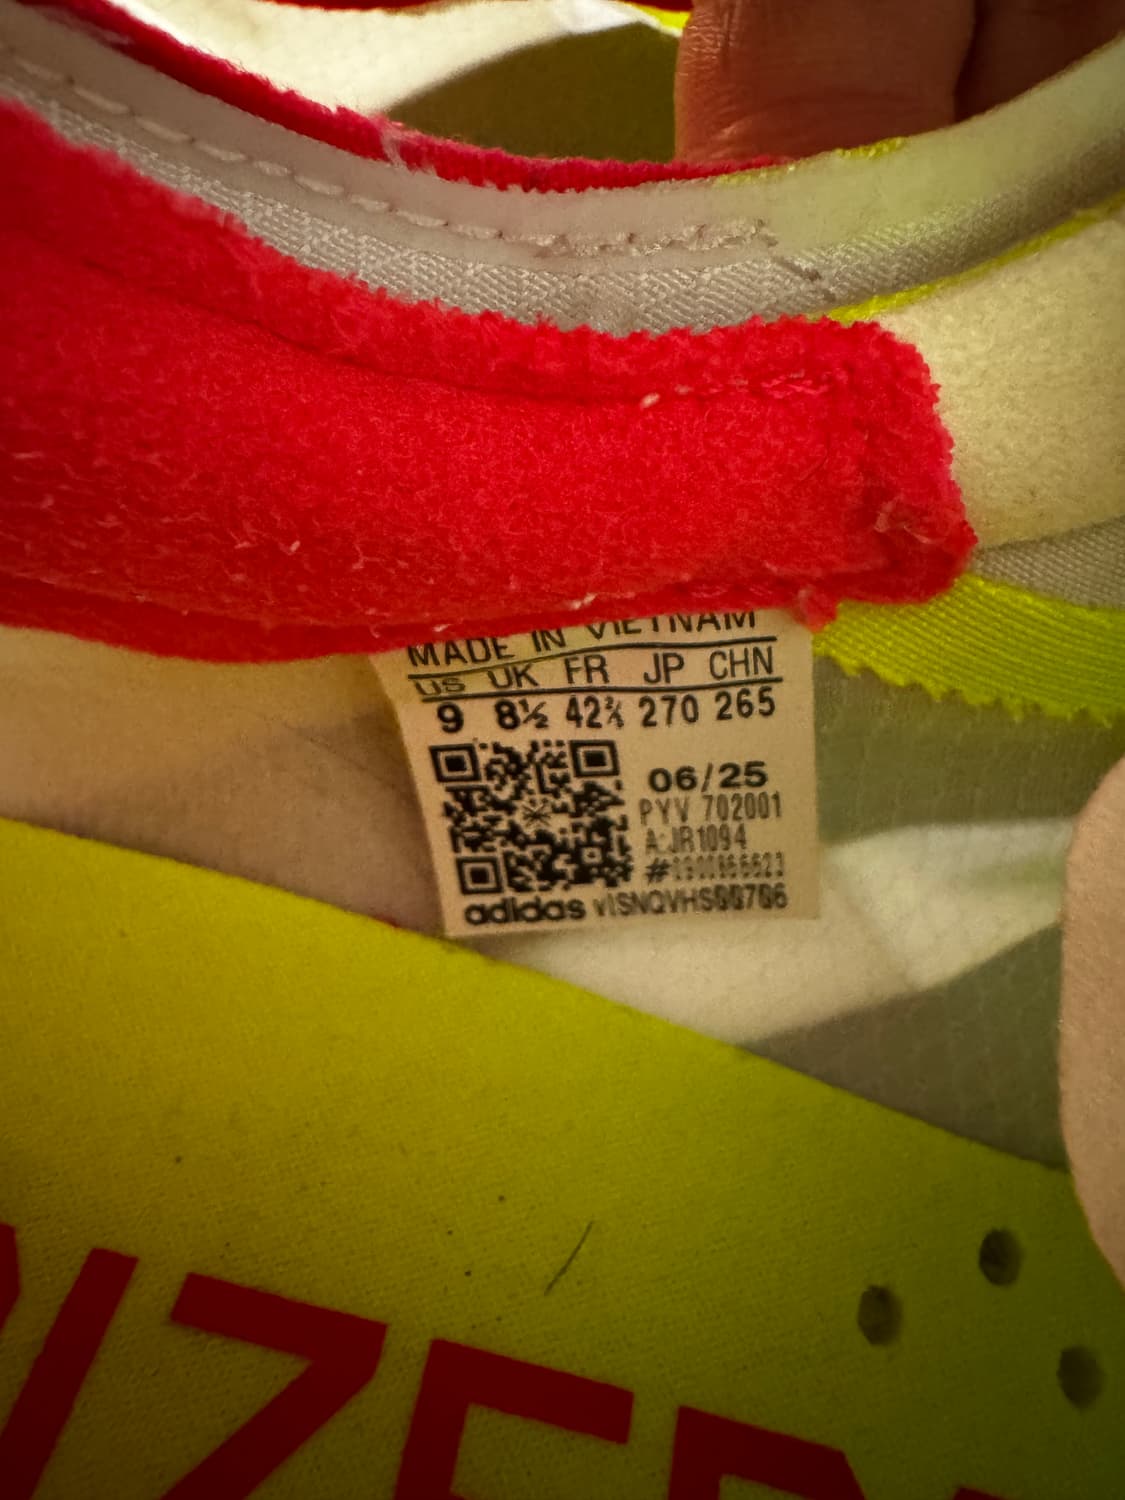 MADE IN VIETNAM
US UK FR JP CHN
9 8½ 42⅔ 270 265
06/25
PYV 702001
A:JR1094
#
adidas